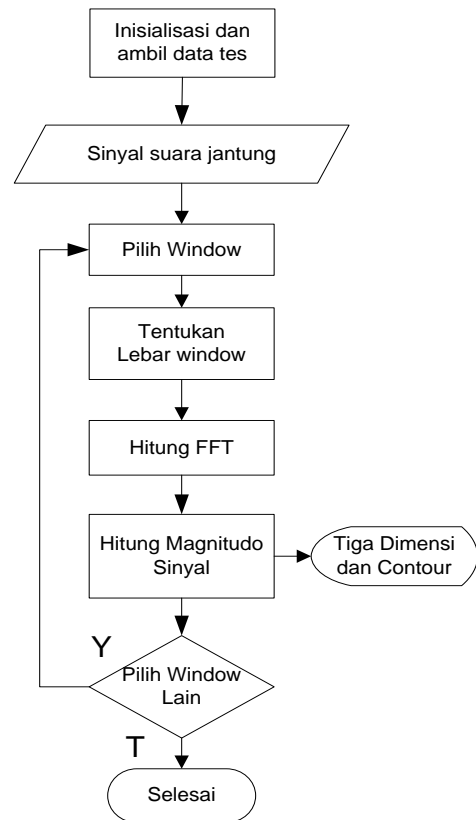 Inisialisasi dan
ambil data tes
Sinyal suara jantung
Pilih Window
Tentukan
Lebar window
Hitung FFT
Hitung Magnitudo
Sinyal
Tiga Dimensi
dan Contour
Y
Pilih Window
Lain
T
Selesai